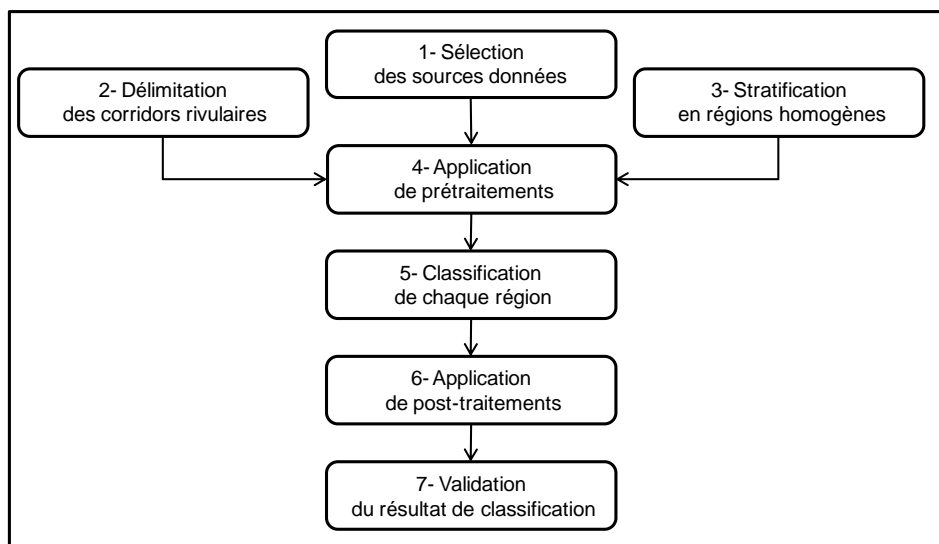 1- Sélection
des sources données
2- Délimitation
des corridors rivulaires
3- Stratification
en régions homogènes
4- Application
de prétraitements
5- Classification
de chaque région
6- Application
de post-traitements
7- Validation
du résultat de classification